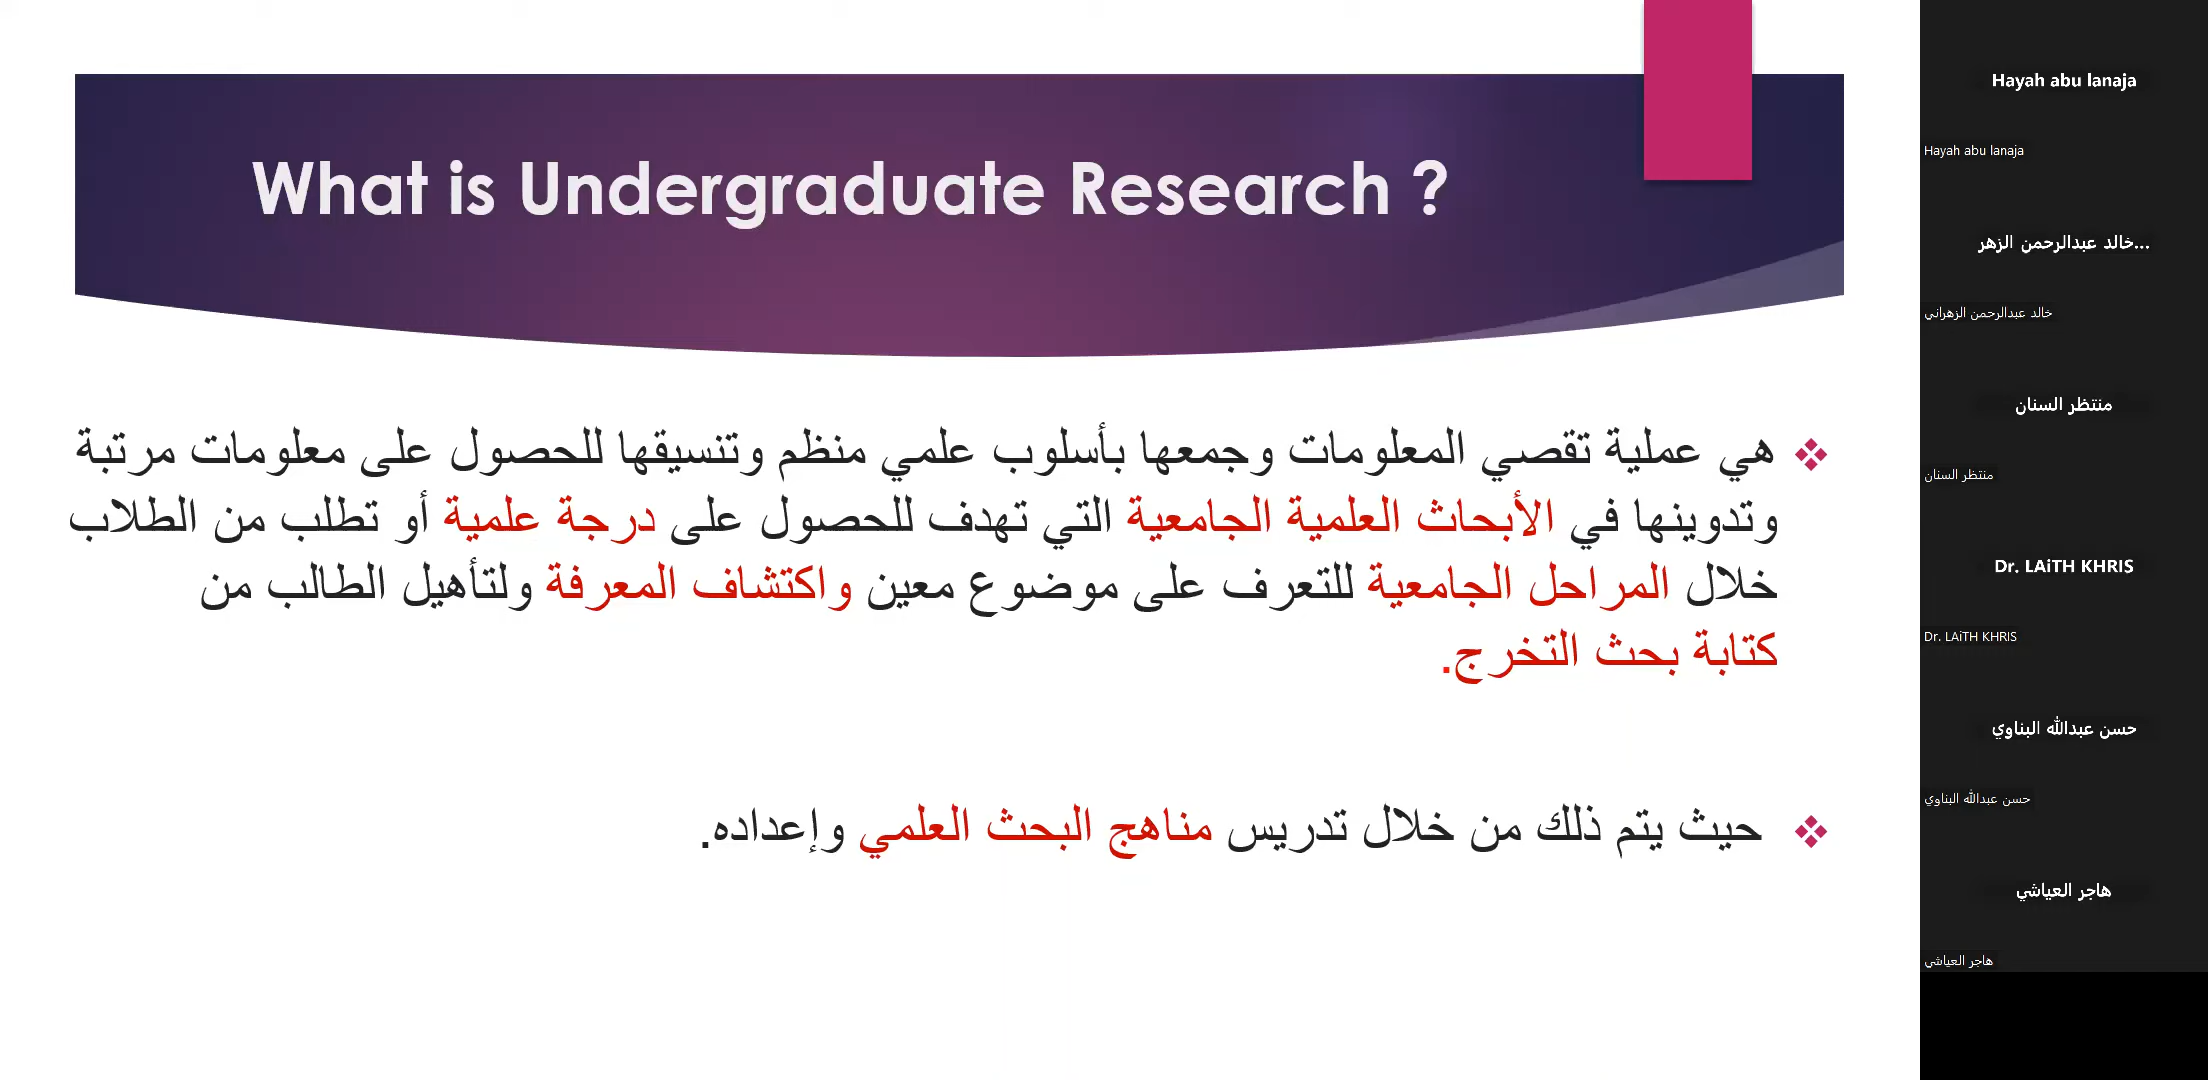 What is Undergraduate Research ?
هي عملية تقصي المعلومات وجمعها بأسلوب علمي منظم وتنسيقها للحصول على معلومات مرتبة
وتدوينها في الأبحاث العلمية الجامعية التي تهدف للحصول على درجة علمية أو تطلب من الطلاب
خلال المراحل الجامعية للتعرف على موضوع معين واكتشاف المعرفة ولتأهيل الطالب من
كتابة بحث التخرج.
حيث يتم ذلك من خلال تدريس مناهج البحث العلمي وإعداده.
Hayah abu lanaja
Hayah abu lanaja
خالد عبدالرحمن الزهر...
خالد عبدالرحمن الزهراني
منتظر السنان
منتظر السنان
Dr. LAiTH KHRIS
Dr. LAiTH KHRIS
حسن عبدالله البناوي
حسن عبدالله البناوي
هاجر العياشي
هاجر العياشي